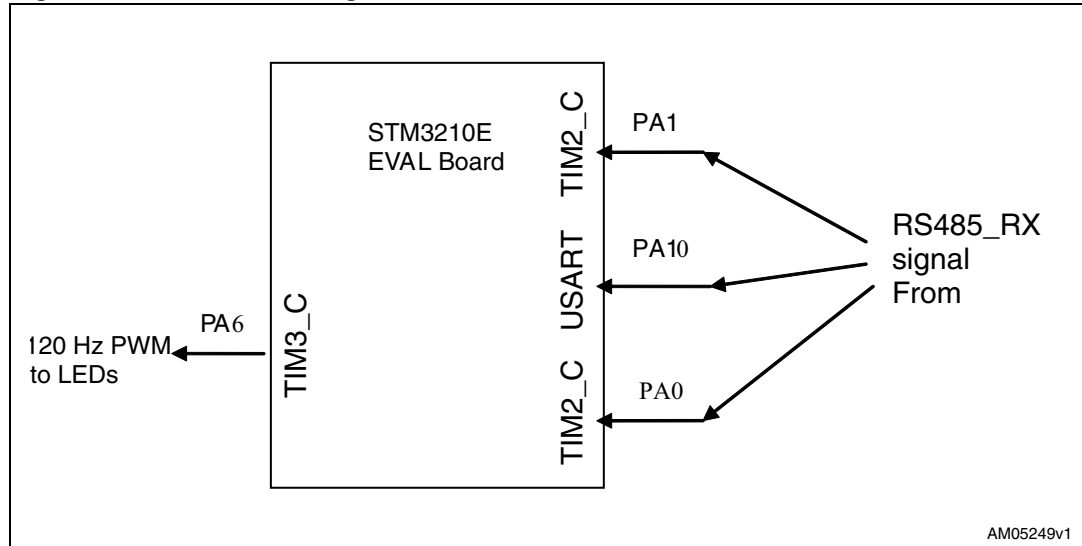 STM3210E
EVAL Board
TIM2_C
PA1
USART
PA10
TIM2_C
PA0
RS485_RX
signal
From
TIM3_C
PA6
120 Hz PWM
to LEDs
AM05249v1